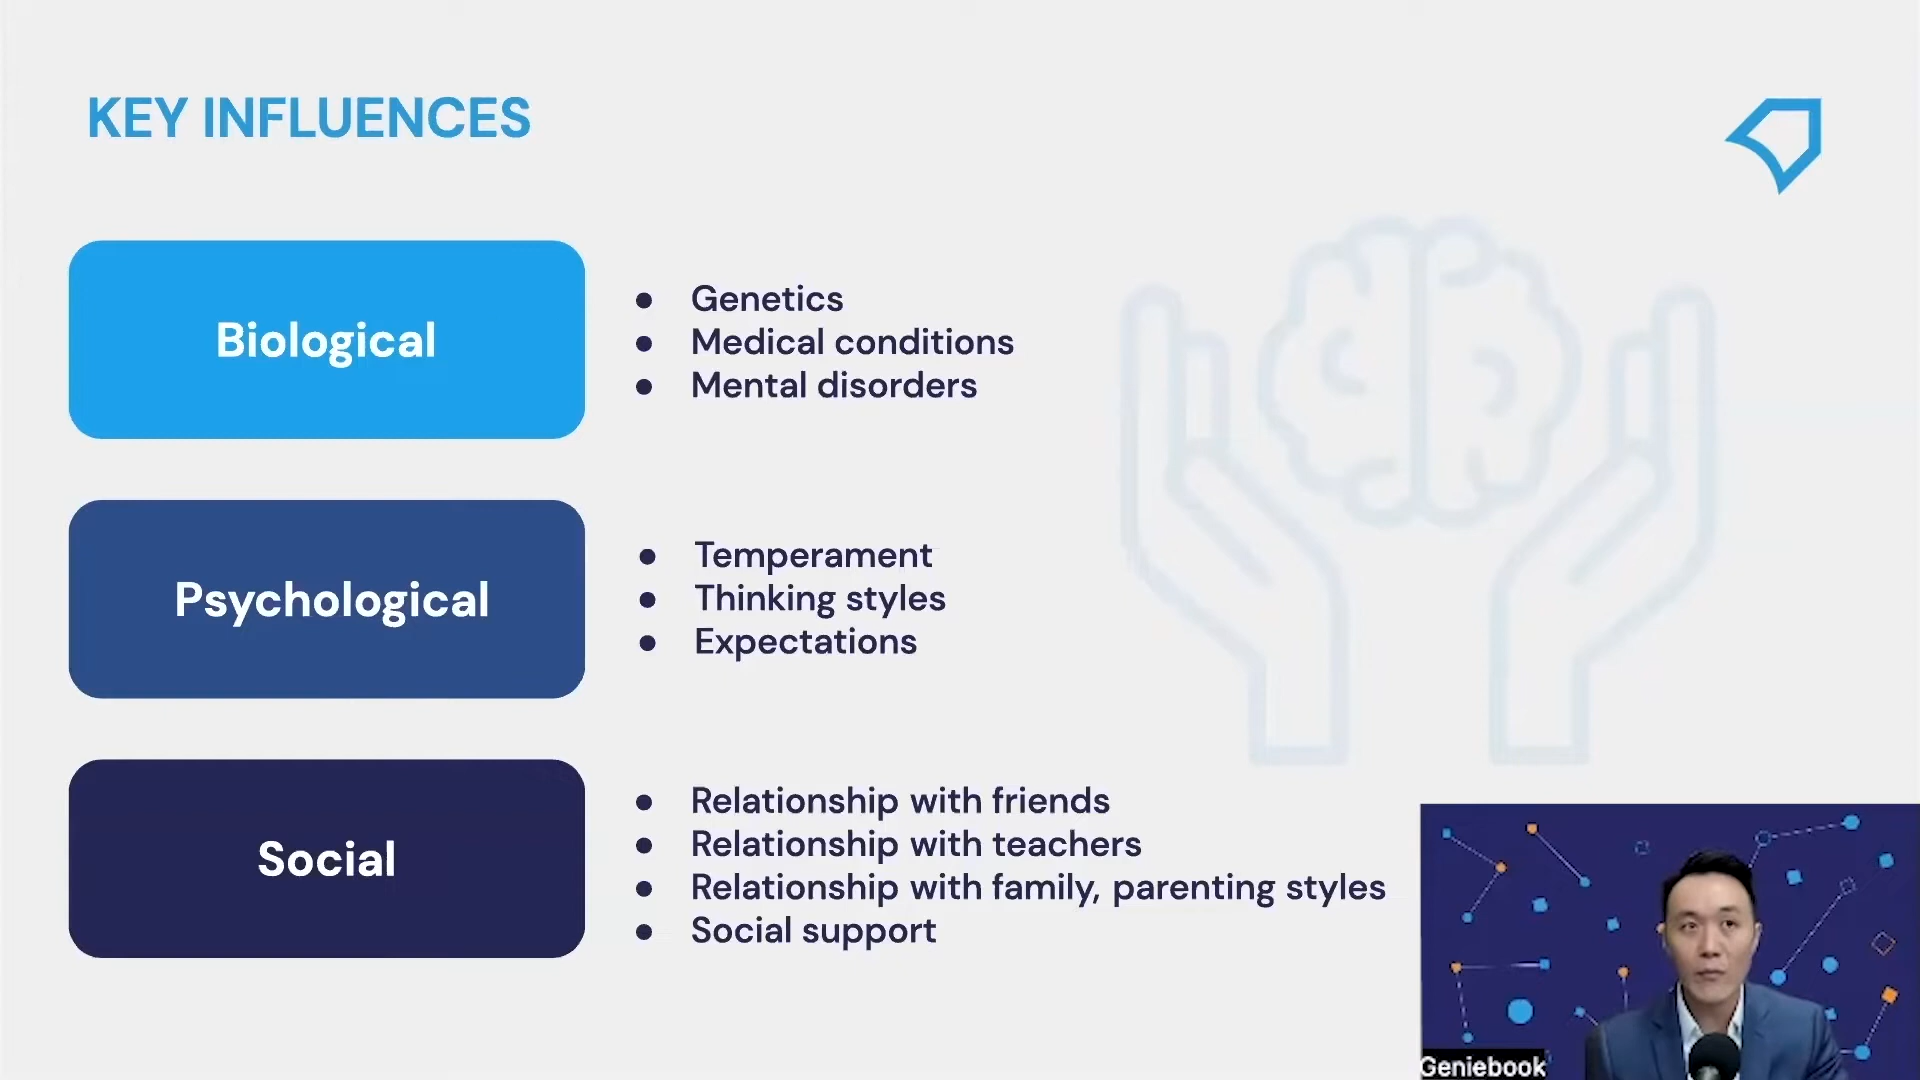 KEY INFLUENCES
Biological
● Genetics
● Medical conditions
● Mental disorders
Psychological
● Temperament
● Thinking styles
● Expectations
Social
● Relationship with friends
● Relationship with teachers
● Relationship with family, parenting styles
● Social support
Geniebook